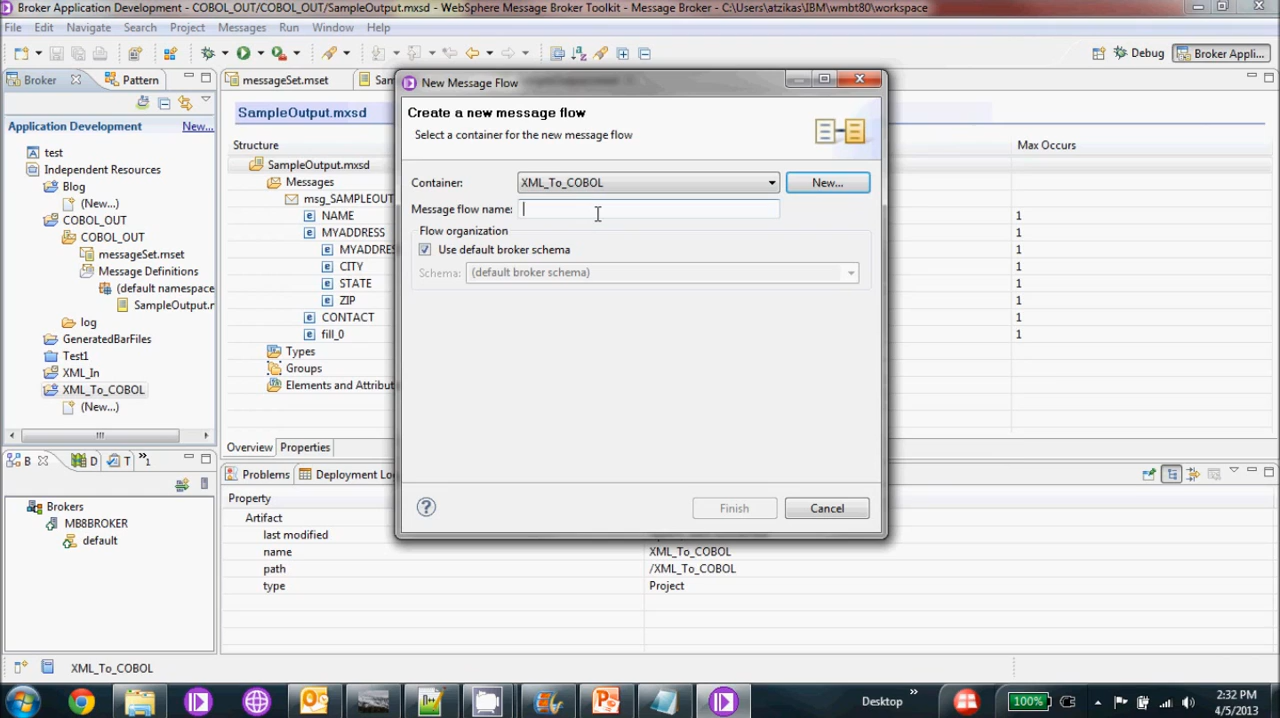 Broker Application Development - COBOL_OUT/COBOL_OUT/SampleOutput.mxsd - WebSphere Message Broker Toolkit - Message Broker - C:\Users\atzikas\IBM\wmbt80\workspace
File Edit Navigate Search Project Messages Run Window Help
Debug Broker Appli...
Broker Pattern
messageSet.mxset
Application Development New...
test
Independent Resources
Blog
(New...)
COBOL_OUT
COBOL_OUT
messageSet.mset
Message Definitions
(default namespace
SampleOutput.r
log
GeneratedBarFiles
Test1
XML_In
XML_To_COBOL
(New...)
SampleOutput.mxsd
Structure Max Occurs
SampleOutput.mxsd
Messages
msg_SAMPLEOUT
NAME 1
MYADDRESS 1
MYADDRES 1
CITY 1
STATE 1
ZIP 1
CONTACT 1
fill_0 1
Types
Groups
Elements and Attribut
Overview Properties
New Message Flow
Create a new message flow
Select a container for the new message flow
Container: XML_To_COBOL New...
Message flow name:
Flow organization
Use default broker schema
Schema: (default broker schema)
? Finish Cancel
B D T »1
Brokers
MB8BROKER
default
Problems Deployment Lo
Property
Artifact
last modified
name XML_To_COBOL
path /XML_To_COBOL
type Project
XML_To_COBOL
Desktop » 100% 2:32 PM
4/5/2013